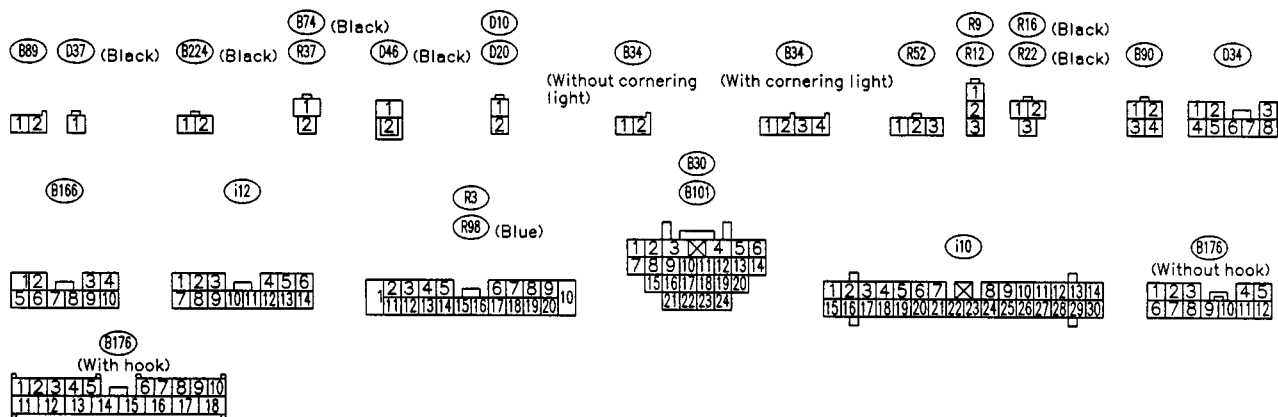 B74 (Black) D10 R9 R16 (Black)
B89 D37 (Black) B224 (Black) R37 D46 (Black) D20 B34 B34 R52 R12 R22 (Black) B90 D34
(Without cornering light) (With cornering light)
1 2 1 1 2 1 2 1 2 1 2 1 2 1 2 3 4 1 2 3 1 2 3 1 2 3 1 2 3 4 1 2 3 4 5 6 7 8
B30
B166 i12 R3 B101
R98 (Blue) i10 B176
(Without hook)
1 2 3 4
5 6 7 8 9 10
1 2 3 4 5 6
7 8 9 10 11 12 13 14
1 2 3 4 5 6 7 8 9 10
11 12 13 14 15 16 17 18 19 20
1 2 3 4 5 6
7 8 9 10 11 12 13 14
15 16 17 18 19 20
21 22 23 24
1 2 3 4 5 6 7 8 9 10 11 12 13 14
15 16 17 18 19 20 21 22 23 24 25 26 27 28 29 30
1 2 3 4 5
6 7 8 9 10 11 12
B176
(With hook)
1 2 3 4 5 6 7 8 9 10
11 12 13 14 15 16 17 18